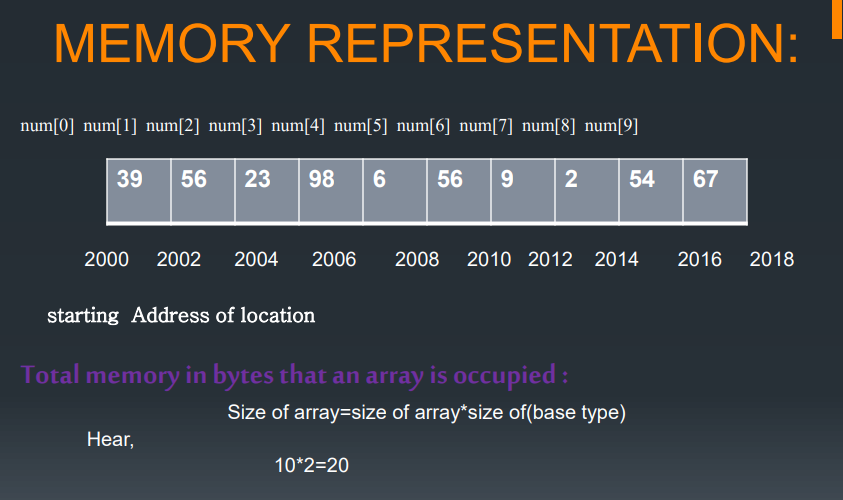 MEMORY REPRESENTATION:
num[0] num[1] num[2] num[3] num[4] num[5] num[6] num[7] num[8] num[9]
39 56 23 98 6 56 9 2 54 67
2000 2002 2004 2006 2008 2010 2012 2014 2016 2018
starting Address of location
Total memory in bytes that an array is occupied :
Size of array=size of array*size of(base type)
Hear,
10*2=20